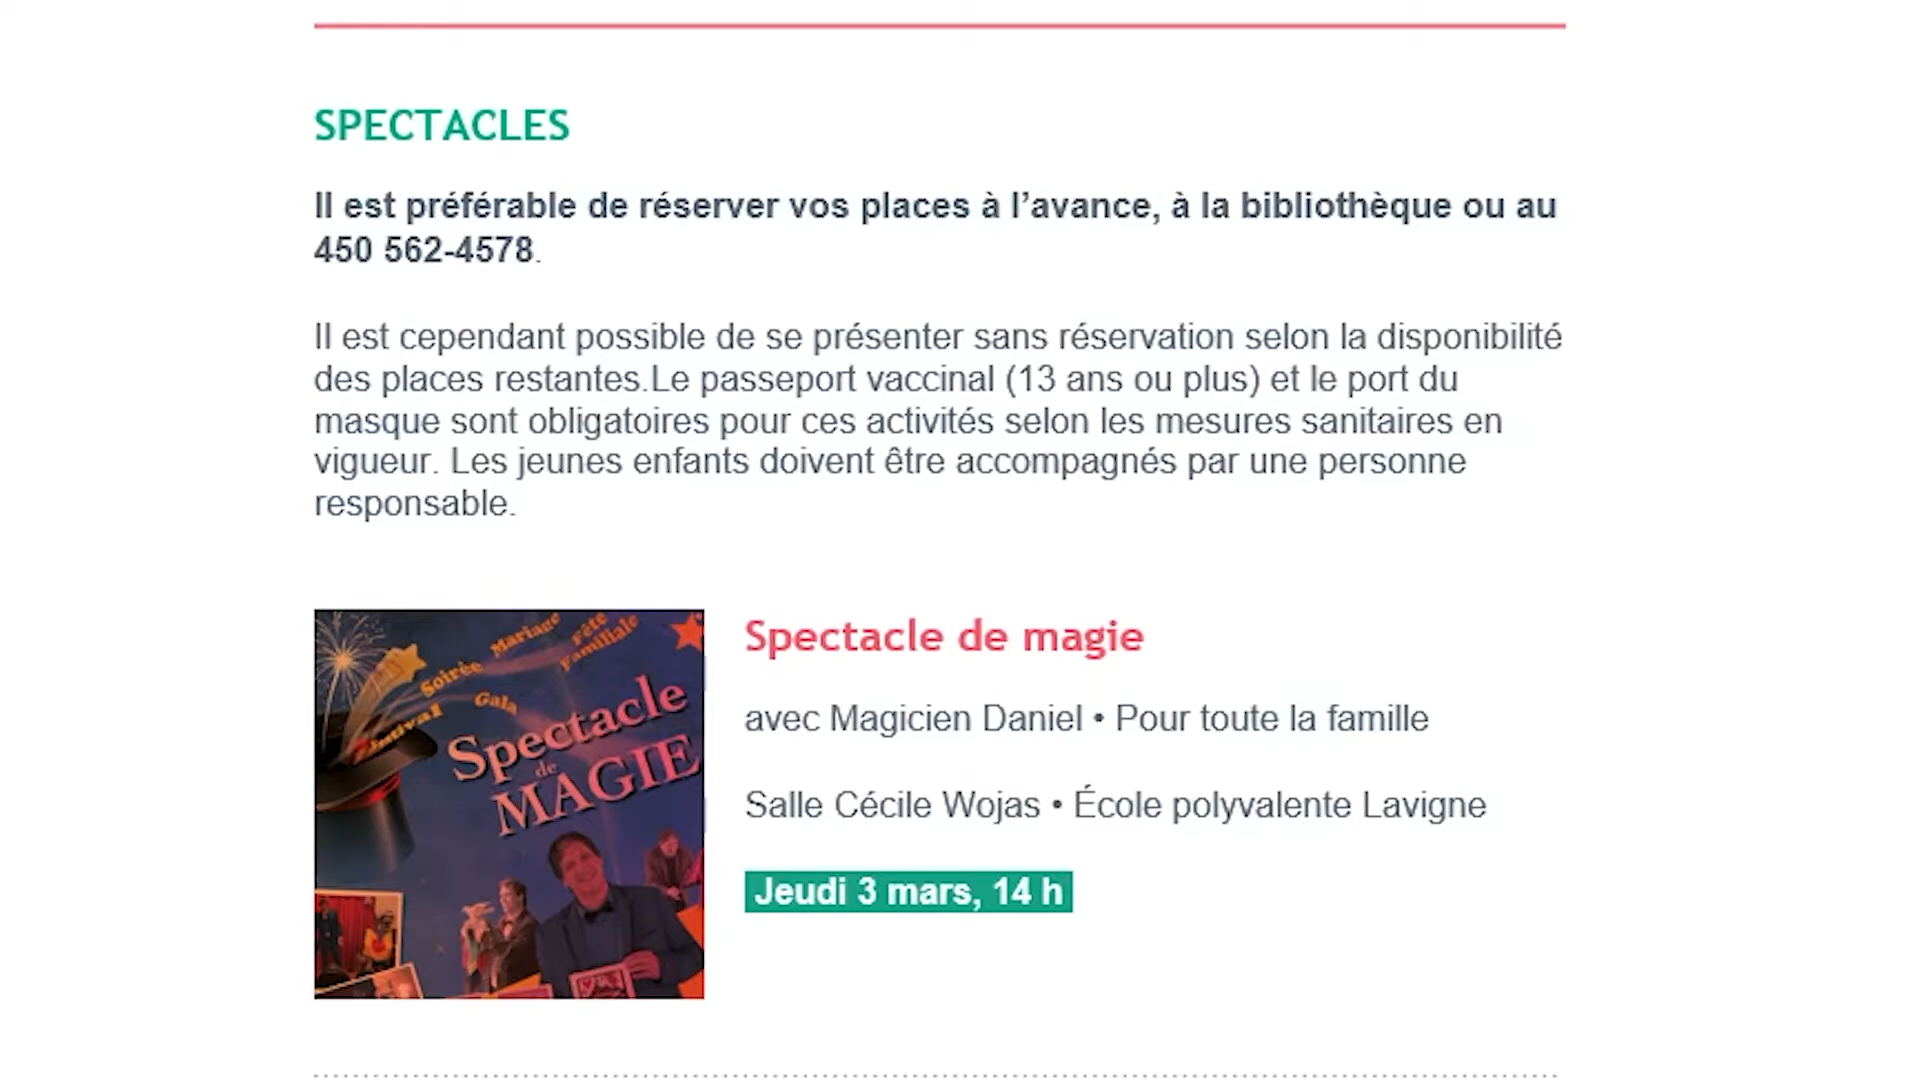 SPECTACLES
Il est préférable de réserver vos places à l’avance, à la bibliothèque ou au
450 562-4578.
Il est cependant possible de se présenter sans réservation selon la disponibilité
des places restantes.Le passeport vaccinal (13 ans ou plus) et le port du
masque sont obligatoires pour ces activités selon les mesures sanitaires en
vigueur. Les jeunes enfants doivent être accompagnés par une personne
responsable.
Mariage
Fête
Familiale
Soirée
Gala
Festival
Spectacle
de
MAGIE
Spectacle de magie
avec Magicien Daniel • Pour toute la famille
Salle Cécile Wojas • École polyvalente Lavigne
Jeudi 3 mars, 14 h